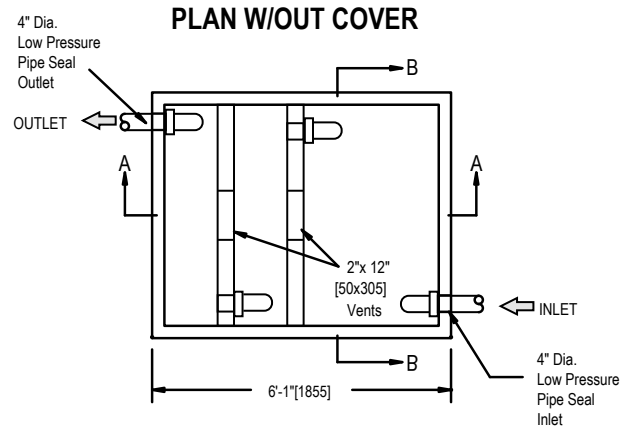 PLAN W/OUT COVER
4" Dia.
Low Pressure
Pipe Seal
Outlet
B
OUTLET
A
A
2"x 12"
[50x305]
Vents
INLET
B
6'-1"[1855]
4" Dia.
Low Pressure
Pipe Seal
Inlet